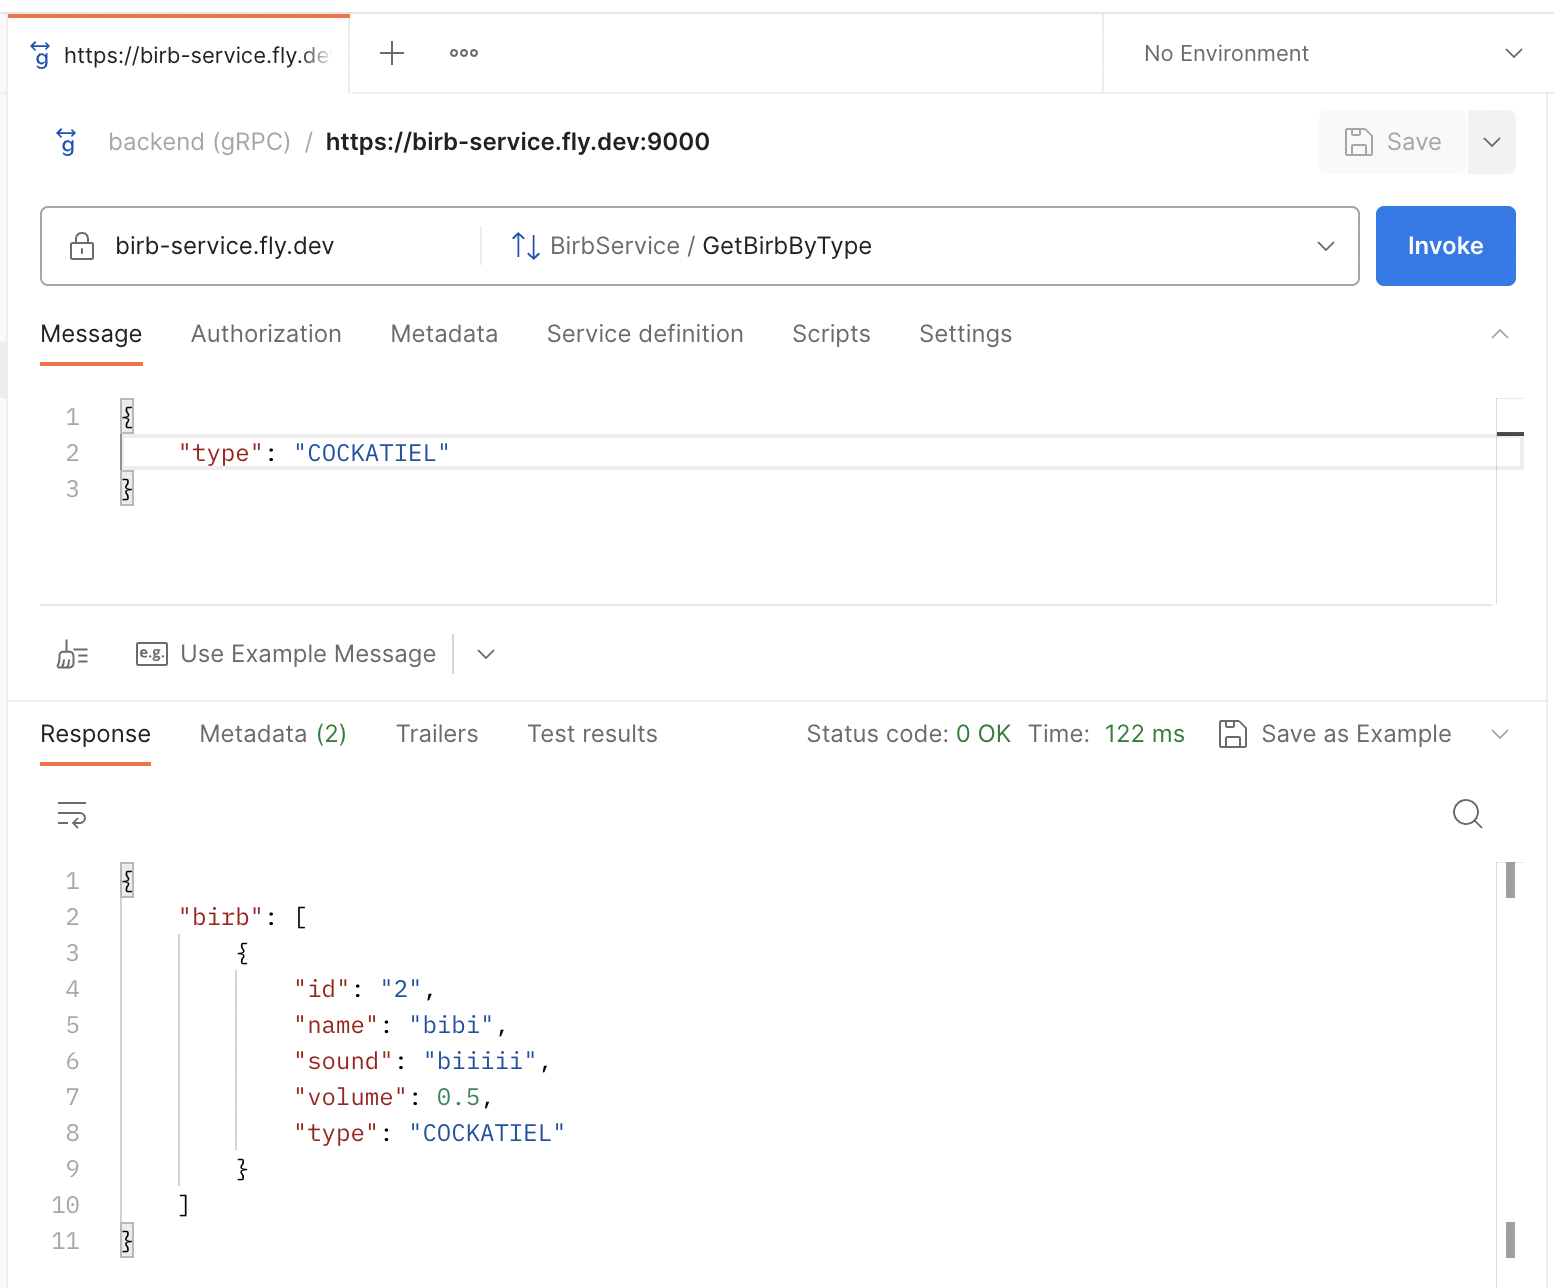 https://birb-service.fly.de
No Environment
backend (gRPC) / https://birb-service.fly.dev:9000
Save
birb-service.fly.dev
BirbService / GetBirbByType
Invoke
Message Authorization Metadata Service definition Scripts Settings
1 {
2 "type": "COCKATIEL"
3 }
e.g. Use Example Message
Response Metadata (2) Trailers Test results Status code: 0 OK Time: 122 ms Save as Example
1 {
2 "birb": [
3 {
4 "id": "2",
5 "name": "bibi",
6 "sound": "biiiii",
7 "volume": 0.5,
8 "type": "COCKATIEL"
9 }
10 ]
11 }